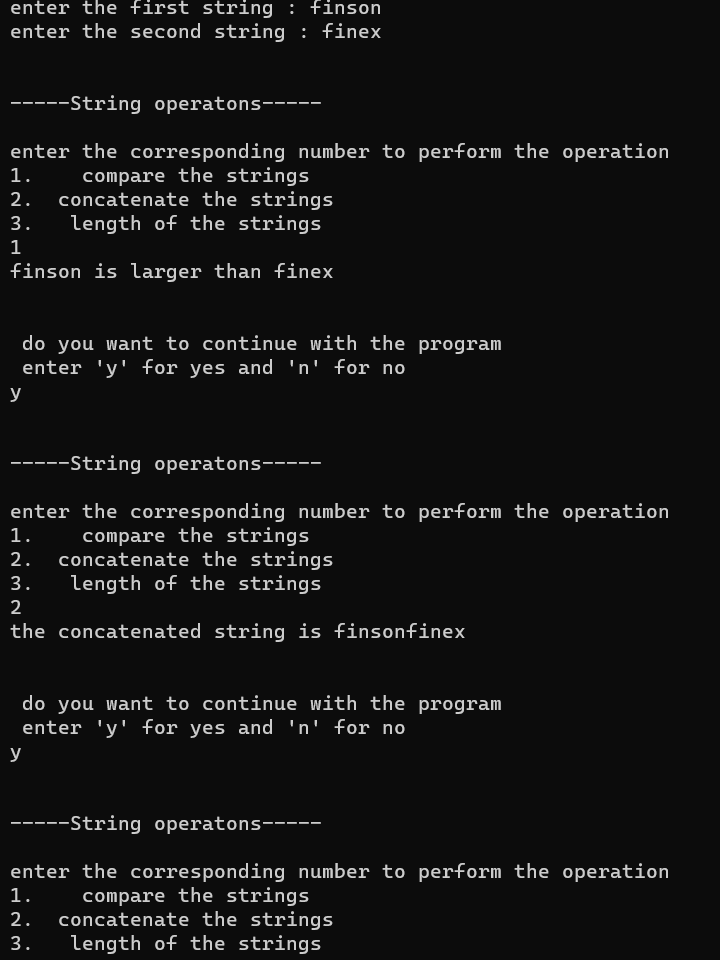 enter the first string : finson
enter the second string : finex
-----String operatons-----
enter the corresponding number to perform the operation
1.    compare the strings
2.  concatenate the strings
3.   length of the strings
1
finson is larger than finex
 do you want to continue with the program
 enter 'y' for yes and 'n' for no
y
-----String operatons-----
enter the corresponding number to perform the operation
1.    compare the strings
2.  concatenate the strings
3.   length of the strings
2
the concatenated string is finsonfinex
 do you want to continue with the program
 enter 'y' for yes and 'n' for no
y
-----String operatons-----
enter the corresponding number to perform the operation
1.    compare the strings
2.  concatenate the strings
3.   length of the strings